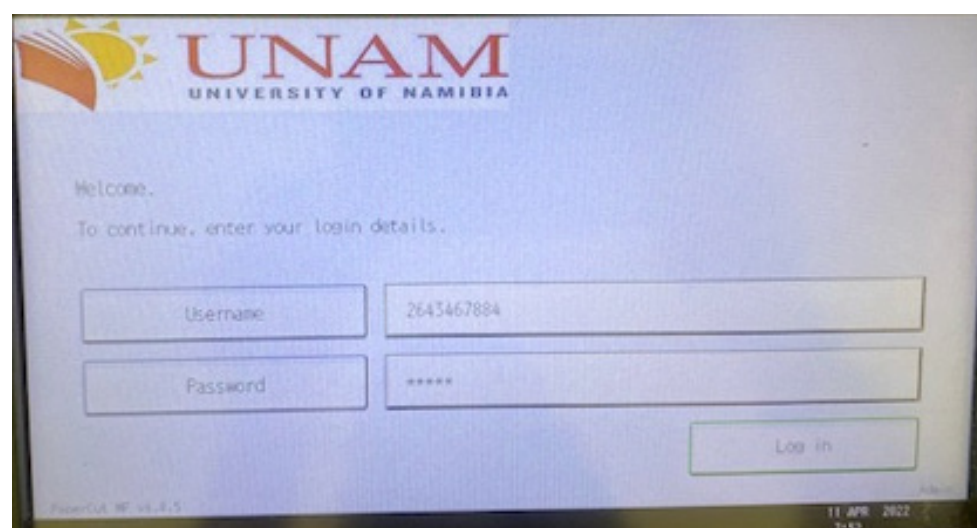 UNAM
UNIVERSITY OF NAMIBIA
Welcome.
To continue, enter your login details.
Username
2643467884
Password
*****
Log in
Admin
11 APR 2022